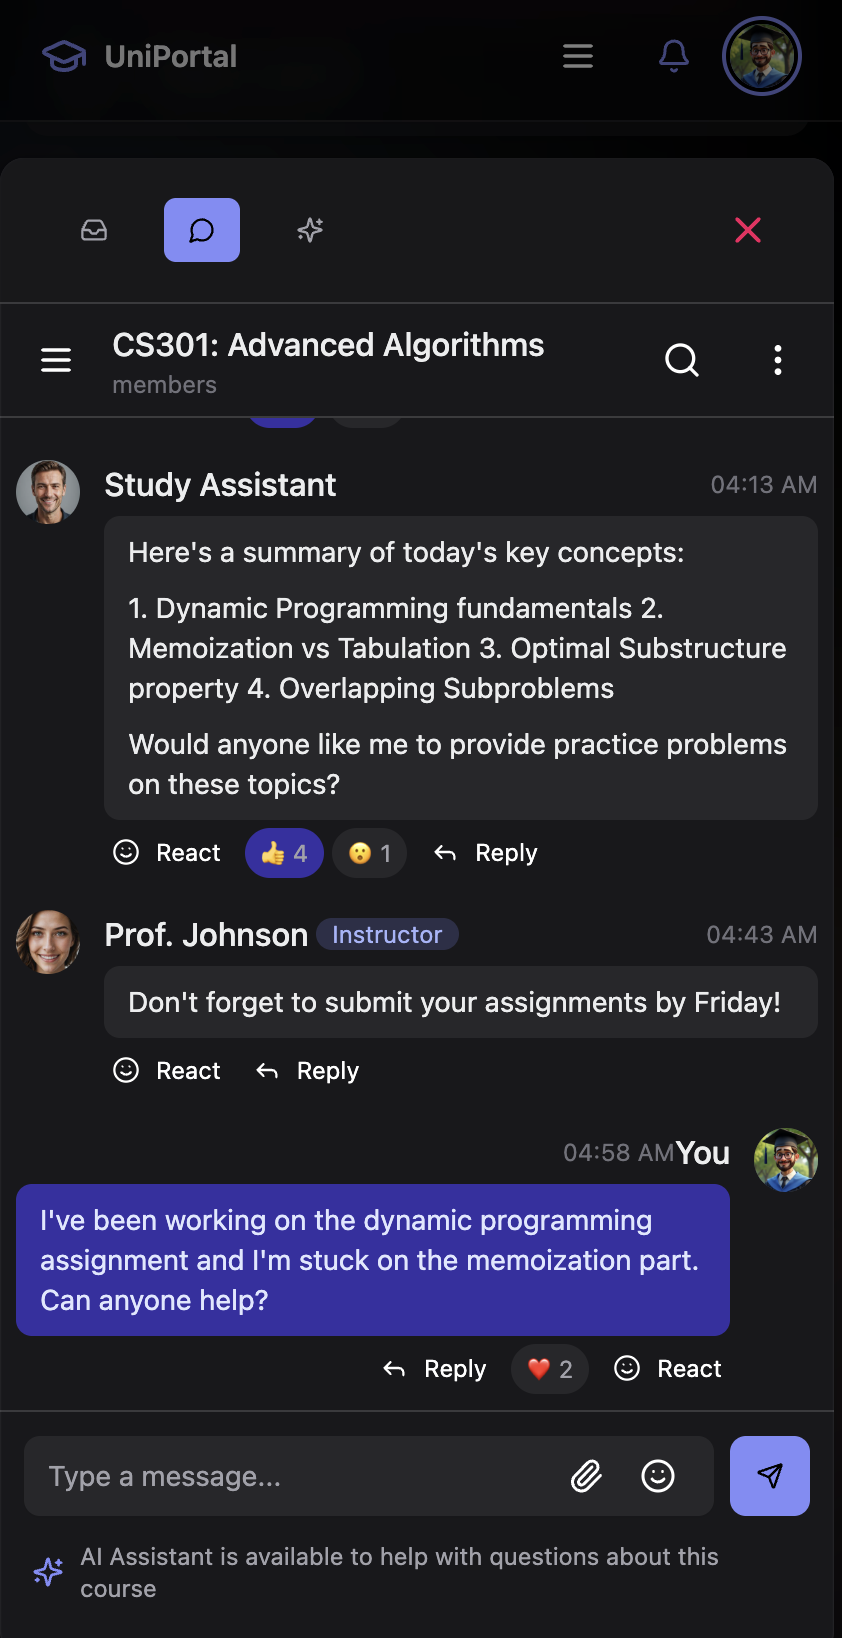 UniPortal
CS301: Advanced Algorithms
members
Study Assistant
04:13 AM
Here's a summary of today's key concepts:
1. Dynamic Programming fundamentals 2.
Memoization vs Tabulation 3. Optimal Substructure
property 4. Overlapping Subproblems
Would anyone like me to provide practice problems
on these topics?
React 👍 4 😮 1 Reply
Prof. Johnson Instructor
04:43 AM
Don't forget to submit your assignments by Friday!
React Reply
04:58 AM You
I've been working on the dynamic programming
assignment and I'm stuck on the memoization part.
Can anyone help?
Reply ❤️ 2 React
Type a message...
AI Assistant is available to help with questions about this
course